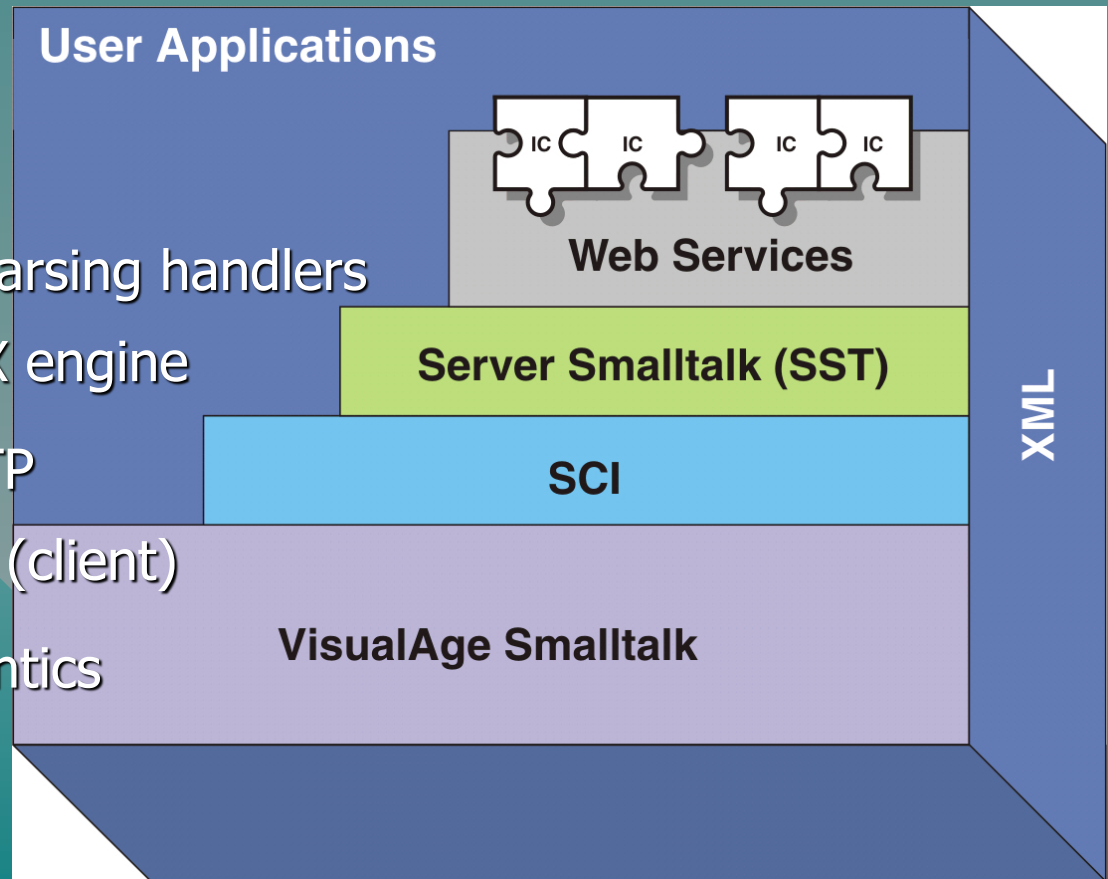 User Applications
IC IC IC IC
Web Services
arsing handlers
Server Smalltalk (SST)
X engine
XML
TP
SCI
(client)
VisualAge Smalltalk
ntics